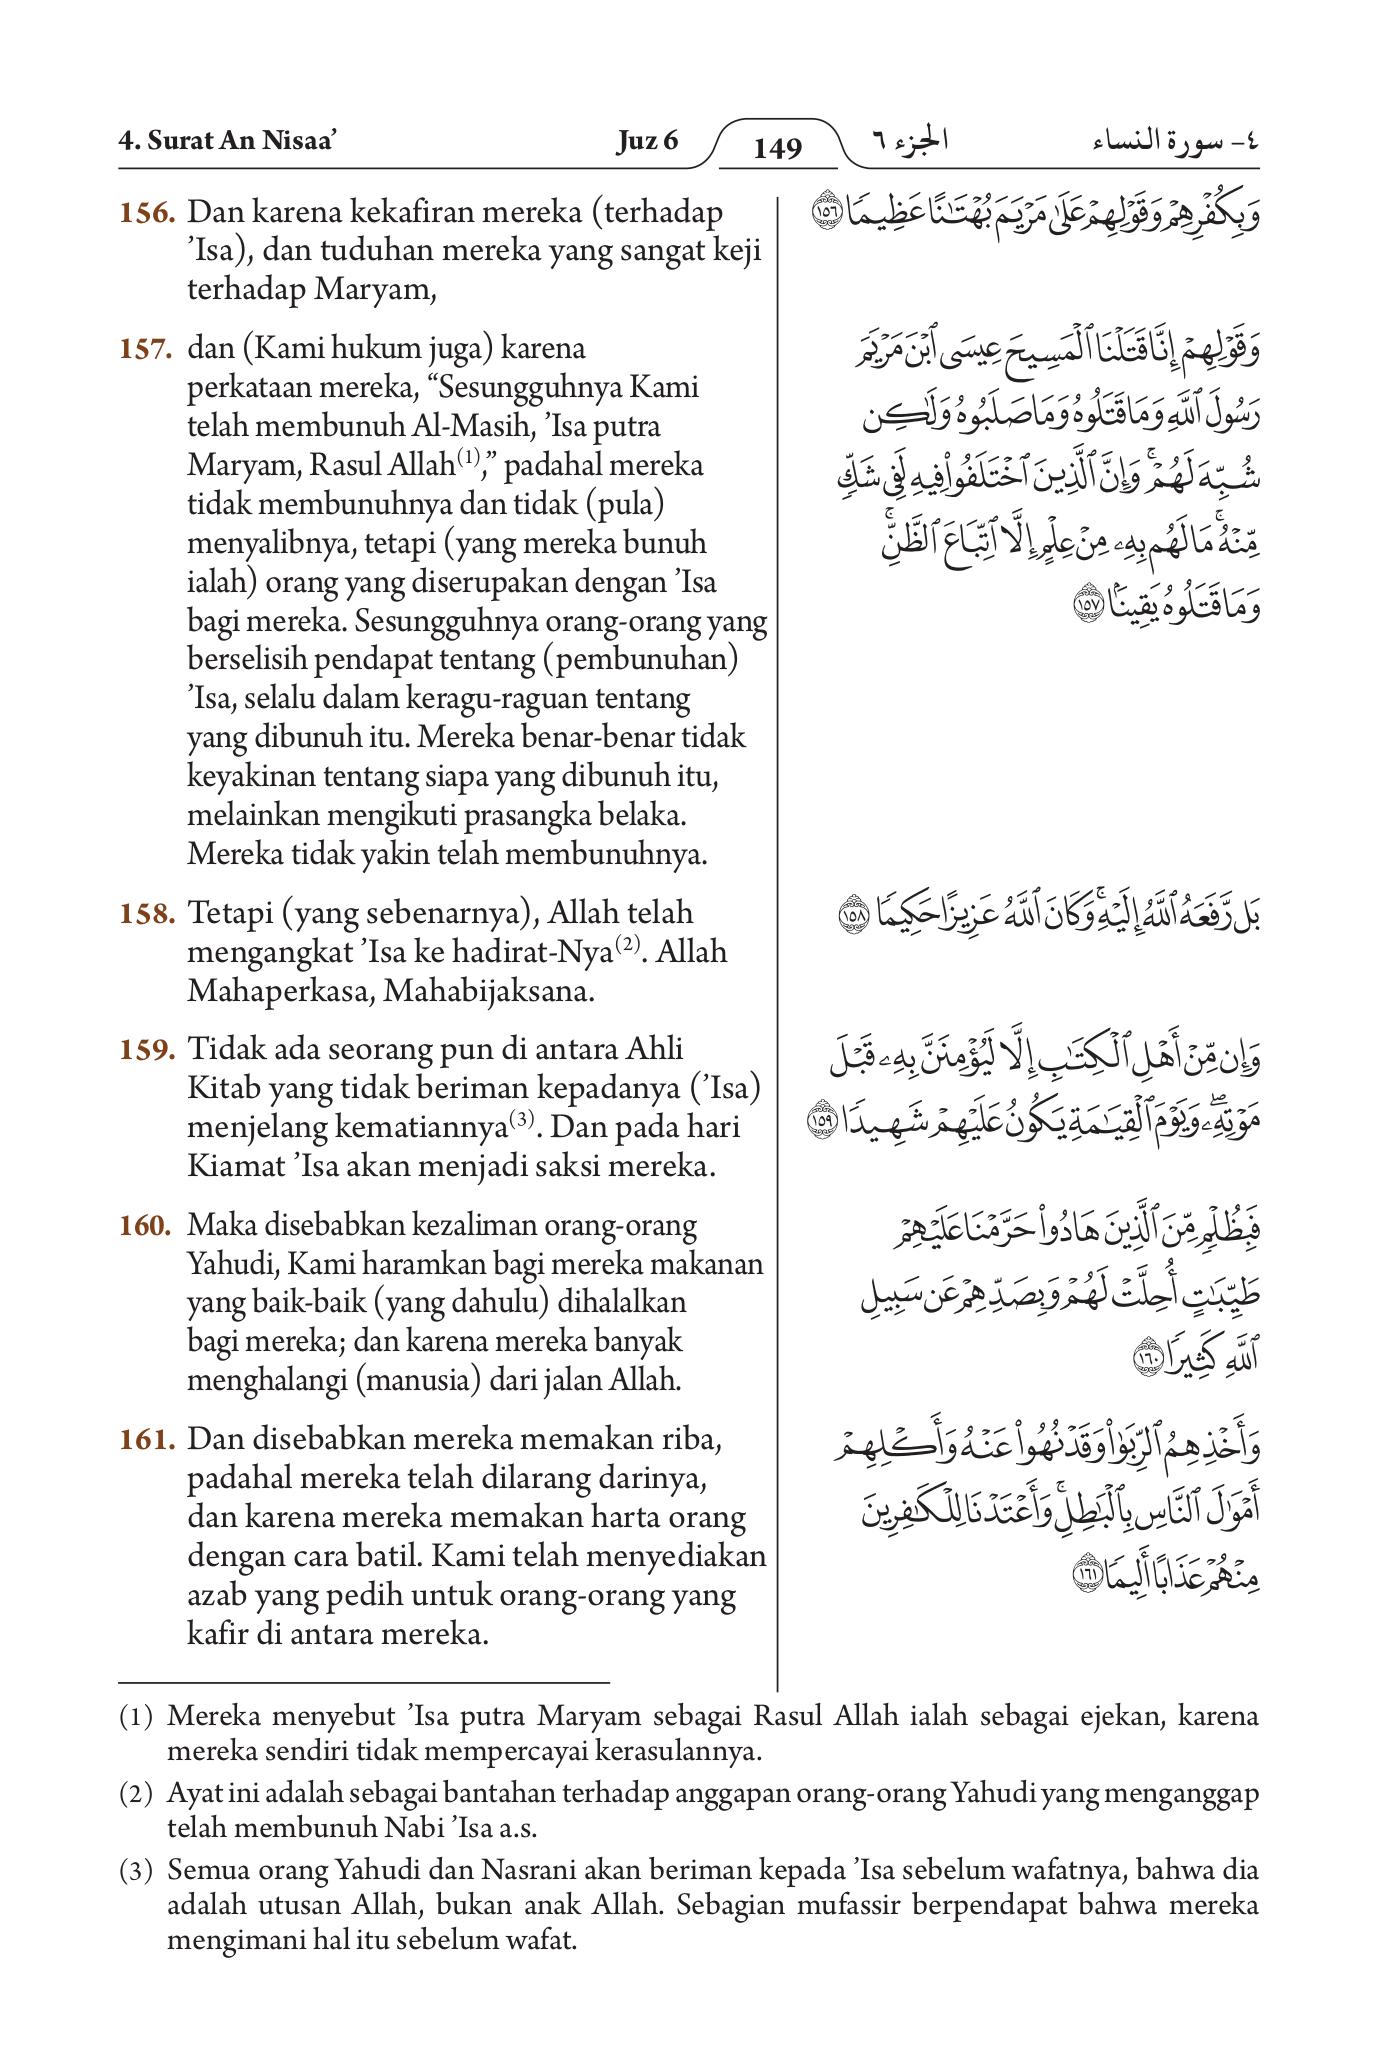 4. Surat An Nisaa’ Juz 6 149 الجزء ٦ ٤- سورة النساء
156. Dan karena kekafiran mereka (terhadap
’Isa), dan tuduhan mereka yang sangat keji
terhadap Maryam,
وَبِكُفْرِهِمْ وَقَوْلِهِمْ عَلَىٰ مَرْيَمَ بُهْتَٰنًا عَظِيمًا ١٥٦
157. dan (Kami hukum juga) karena
perkataan mereka, “Sesungguhnya Kami
telah membunuh Al-Masih, ’Isa putra
Maryam, Rasul Allah(1),” padahal mereka
tidak membunuhnya dan tidak (pula)
menyalibnya, tetapi (yang mereka bunuh
ialah) orang yang diserupakan dengan ’Isa
bagi mereka. Sesungguhnya orang-orang yang
berselisih pendapat tentang (pembunuhan)
’Isa, selalu dalam keragu-raguan tentang
yang dibunuh itu. Mereka benar-benar tidak
keyakinan tentang siapa yang dibunuh itu,
melainkan mengikuti prasangka belaka.
Mereka tidak yakin telah membunuhnya.
وَقَوْلِهِمْ إِنَّا قَتَلْنَا ٱلْمَسِيحَ عِيسَى ٱبْنَ مَرْيَمَ
رَسُولَ ٱللَّهِ وَمَا قَتَلُوهُ وَمَا صَلَبُوهُ وَلَٰكِن
شُبِّهَ لَهُمْ ۚ وَإِنَّ ٱلَّذِينَ ٱخْتَلَفُوا۟ فِيهِ لَفِى شَكٍّ
مِّنْهُ ۚ مَا لَهُم بِهِۦ مِنْ عِلْمٍ إِلَّا ٱتِّبَاعَ ٱلظَّنِّ ۚ
وَمَا قَتَلُوهُ يَقِينًۢا ١٥٧
158. Tetapi (yang sebenarnya), Allah telah
mengangkat ’Isa ke hadirat-Nya(2). Allah
Mahaperkasa, Mahabijaksana.
بَل رَّفَعَهُ ٱللَّهُ إِلَيْهِ ۚ وَكَانَ ٱللَّهُ عَزِيزًا حَكِيمًا ١٥٨
159. Tidak ada seorang pun di antara Ahli
Kitab yang tidak beriman kepadanya (’Isa)
menjelang kematiannya(3). Dan pada hari
Kiamat ’Isa akan menjadi saksi mereka.
وَإِن مِّنْ أَهْلِ ٱلْكِتَٰبِ إِلَّا لَيُؤْمِنَنَّ بِهِۦ قَبْلَ
مَوْتِهِۦ ۖ وَيَوْمَ ٱلْقِيَٰمَةِ يَكُونُ عَلَيْهِمْ شَهِيدًا ١٥٩
160. Maka disebabkan kezaliman orang-orang
Yahudi, Kami haramkan bagi mereka makanan
yang baik-baik (yang dahulu) dihalalkan
bagi mereka; dan karena mereka banyak
menghalangi (manusia) dari jalan Allah.
فَبِظُلْمٍ مِّنَ ٱلَّذِينَ هَادُوا۟ حَرَّمْنَا عَلَيْهِمْ
طَيِّبَٰتٍ أُحِلَّتْ لَهُمْ وَبِصَدِّهِمْ عَن سَبِيلِ
ٱللَّهِ كَثِيرًا ١٦٠
161. Dan disebabkan mereka memakan riba,
padahal mereka telah dilarang darinya,
dan karena mereka memakan harta orang
dengan cara batil. Kami telah menyediakan
azab yang pedih untuk orang-orang yang
kafir di antara mereka.
وَأَخْذِهِمُ ٱلرِّبَوٰا۟ وَقَدْ نُهُوا۟ عَنْهُ وَأَكْلِهِمْ
أَمْوَٰلَ ٱلنَّاسِ بِٱلْبَٰطِلِ ۚ وَأَعْتَدْنَا لِلْكَٰفِرِينَ
مِنْهُمْ عَذَابًا أَلِيمًا ١٦١
(1) Mereka menyebut ’Isa putra Maryam sebagai Rasul Allah ialah sebagai ejekan, karena
mereka sendiri tidak mempercayai kerasulannya.
(2) Ayat ini adalah sebagai bantahan terhadap anggapan orang-orang Yahudi yang menganggap
telah membunuh Nabi ’Isa a.s.
(3) Semua orang Yahudi dan Nasrani akan beriman kepada ’Isa sebelum wafatnya, bahwa dia
adalah utusan Allah, bukan anak Allah. Sebagian mufassir berpendapat bahwa mereka
mengimani hal itu sebelum wafat.